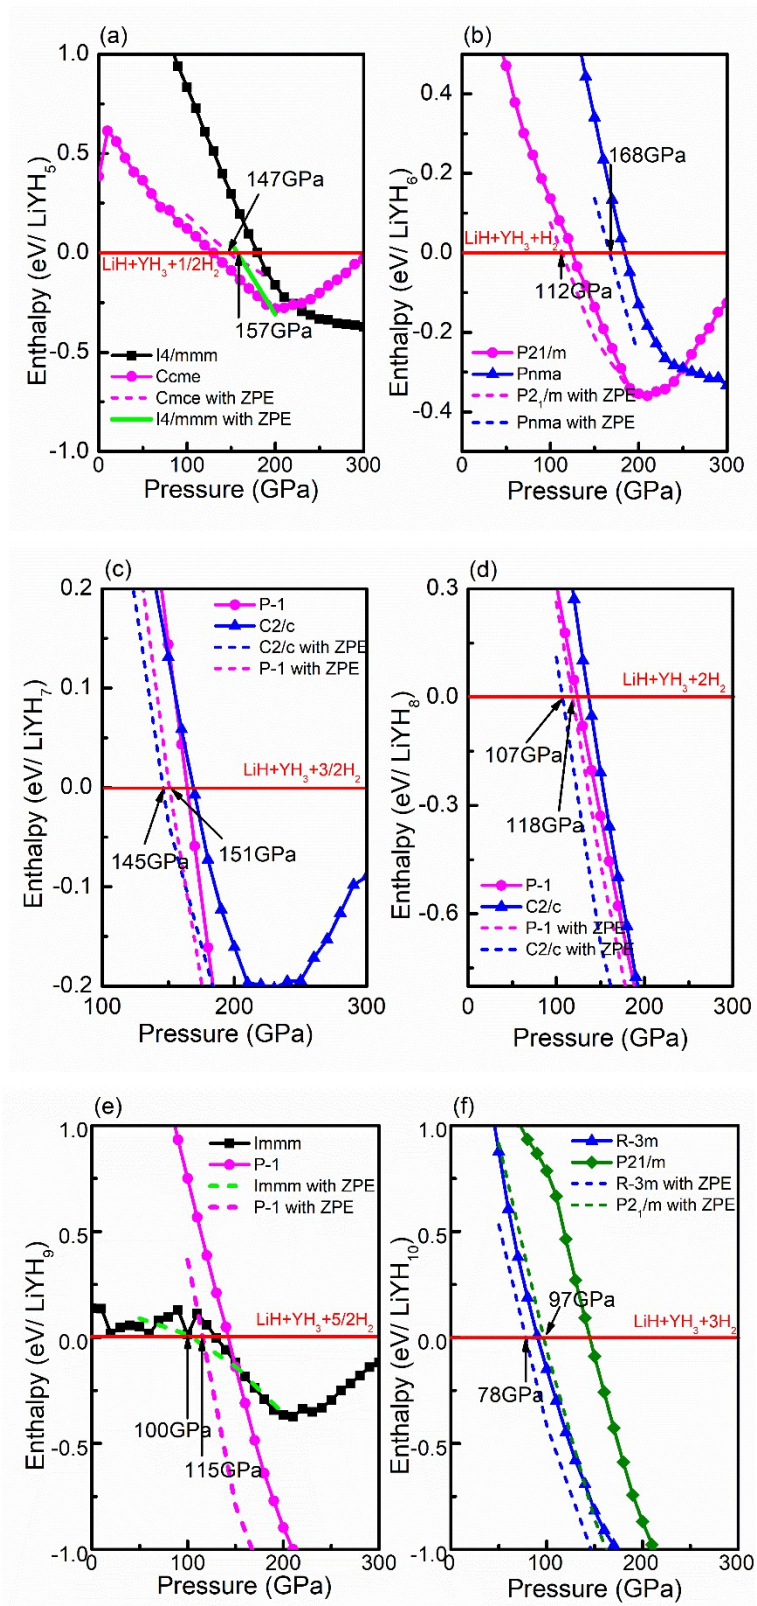 (a)
1.0
0.5
0.0
-0.5
-1.0
Enthalpy (eV/ LiYH5)
147GPa
LiH+YH3+1/2H2
157GPa
I4/mmm
Ccme
Cmce with ZPE
I4/mmm with ZPE
0 100 200 300
Pressure (GPa)
(b)
0.4
0.2
0.0
-0.2
-0.4
Enthalpy (eV/ LiYH6)
168GPa
LiH+YH3+H2
112GPa
P21/m
Pnma
P21/m with ZPE
Pnma with ZPE
0 100 200 300
Pressure (GPa)
(c)
0.2
0.1
0.0
-0.1
-0.2
Enthalpy (eV/ LiYH7)
P-1
C2/c
C2/c with ZPE
P-1 with ZPE
LiH+YH3+3/2H2
145GPa
151GPa
100 200 300
Pressure (GPa)
(d)
0.3
0.0
-0.3
-0.6
Enthalpy (eV/ LiYH8)
LiH+YH3+2H2
107GPa
118GPa
P-1
C2/c
P-1 with ZPE
C2/c with ZPE
0 100 200 300
Pressure (GPa)
(e)
1.0
0.5
0.0
-0.5
-1.0
Enthalpy (eV/ LiYH9)
Immm
P-1
Immm with ZPE
P-1 with ZPE
LiH+YH3+5/2H2
100GPa
115GPa
0 100 200 300
Pressure (GPa)
(f)
1.0
0.5
0.0
-0.5
-1.0
Enthalpy (eV/ LiYH10)
R-3m
P21/m
R-3m with ZPE
P21/m with ZPE
97GPa
LiH+YH3+3H2
78GPa
0 100 200 300
Pressure (GPa)